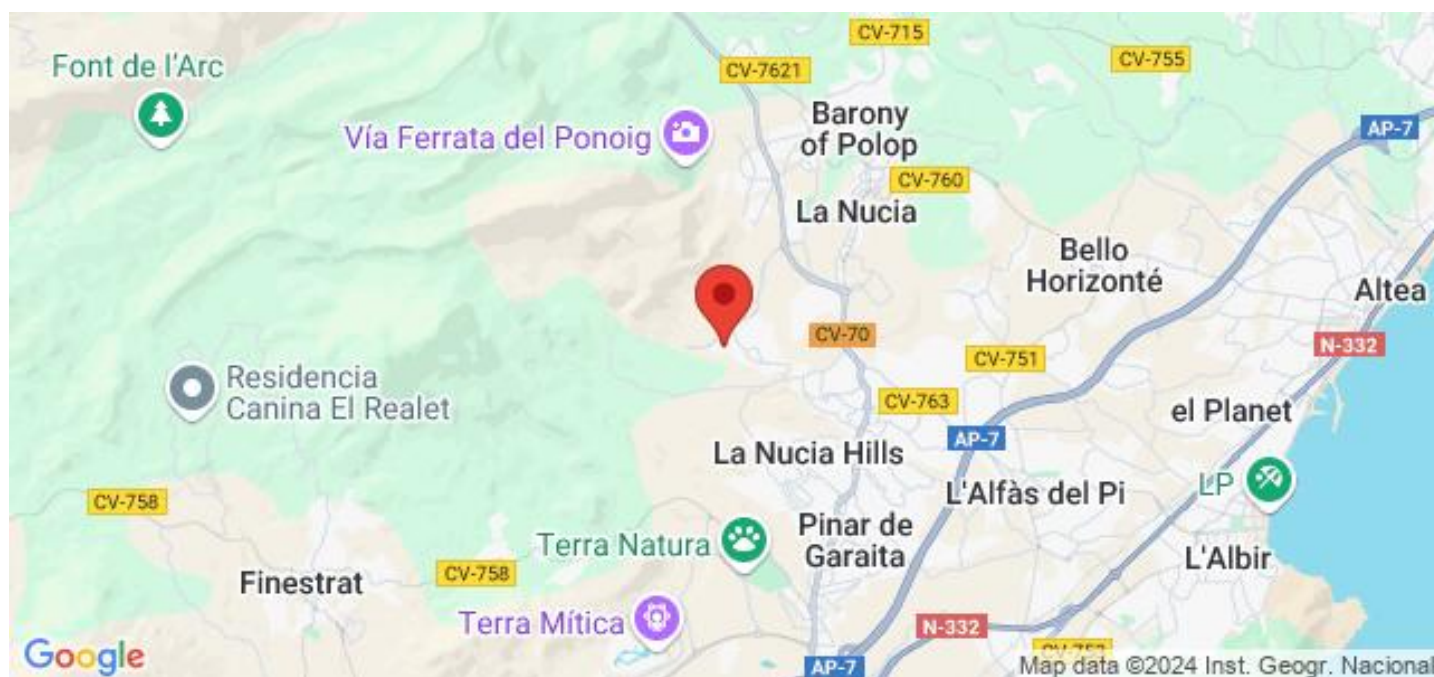 CV-715
CV-755
Font de l'Arc
CV-7621
Barony
of Polop
AP-7
Vía Ferrata del Ponoig
CV-760
La Nucia
Bello
Horizonté
Altea
CV-70
N-332
CV-751
Residencia
Canina El Realet
CV-763
el Planet
AP-7
La Nucia Hills
LP
L'Alfàs del Pi
CV-758
Terra Natura
Pinar de
Garaita
L'Albir
Finestrat
CV-758
Terra Mítica
N-332
Google
AP-7
Map data ©2024 Inst. Geogr. Nacional